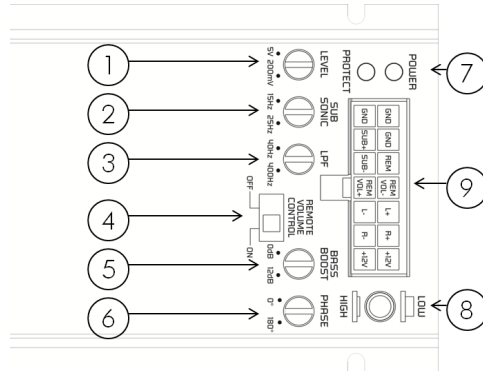 1
5V 200mV
LEVEL
2
15Hz 25Hz
SUB
SONIC
3
40Hz 400Hz
LPF
4
OFF
ON
REMOTE
VOLUME
CONTROL
5
0dB 12dB
BASS
BOOST
6
0° 180°
PHASE
PROTECT
POWER
7
GND GND
SUB+ GND
SUB- REM
REM VOL+ REM VOL-
L- L+
R- R+
+12V +12V
9
HIGH
LOW
8